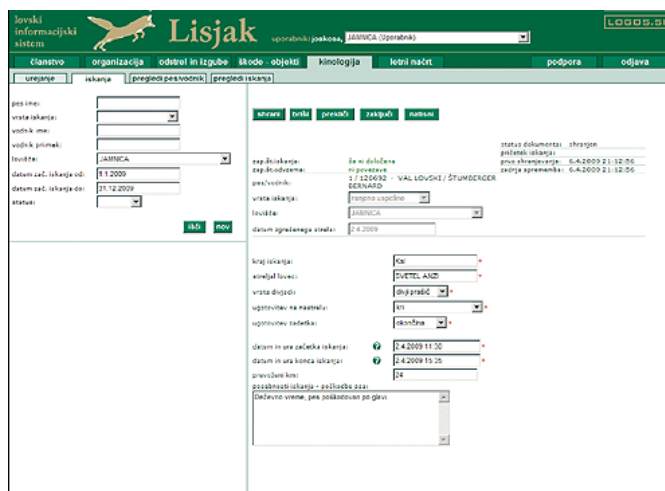 lovski
informacijski
sistem
Lisjak
uporabnik: jeokosa, JAMNICA (Uporabnik)
LOGOS.SI
članstvo organizacija odstrel in izgube škode - objekti kinologija letni načrt podpora odjava
urejanje iskanja pregledi pes/vodnik pregledi iskanja
pes ime:
vrsta iskanja:
vodnik ime:
vodnik priimek:
lovišče: JAMNICA
datum zač. iskanja od: 1.1.2009
datum zač. iskanja do: 31.12.2009
status:
išči nov
shrani briši prekliči zaključi natisni
status dokumenta: shranjen
pričetek iskanja:
prvo shranjevanje: 6.4.2009 21:12:56
zadnja sprememba: 6.4.2009 21:12:56
zap.št.iskanja: še ni določena
zap.št.odvzema: ni povezave
pes/vodnik: 1 / 120692 - VAL LOVSKI / ŠTUMBERGER
BERNARD
vrsta iskanja: ranjeno uspešno
lovišče: JAMNICA
datum zgrešenega strela: 2.4.2009
kraj iskanja: Kal *
streljal lovec: SVETEL ANZI *
vrsta divjadi: divji prašič *
ugotovitev na nastrelu: kri *
ugotovitev zadetka: okončina *
datum in ura začetka iskanja: ? 2.4.2009 11:30 *
datum in ura konca iskanja: ? 2.4.2009 15:35 *
prevoženi km: 24
posebnosti iskanja - poškodbe psa:
Deževno vreme, pes poškodovan po glavi